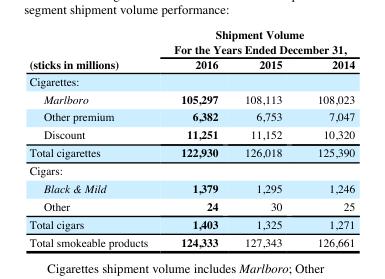 segment shipment volume performance:
Shipment Volume
For the Years Ended December 31,
(sticks in millions) 2016 2015 2014
Cigarettes:
Marlboro 105,297 108,113 108,023
Other premium 6,382 6,753 7,047
Discount 11,251 11,152 10,320
Total cigarettes 122,930 126,018 125,390
Cigars:
Black & Mild 1,379 1,295 1,246
Other 24 30 25
Total cigars 1,403 1,325 1,271
Total smokeable products 124,333 127,343 126,661
Cigarettes shipment volume includes Marlboro; Other